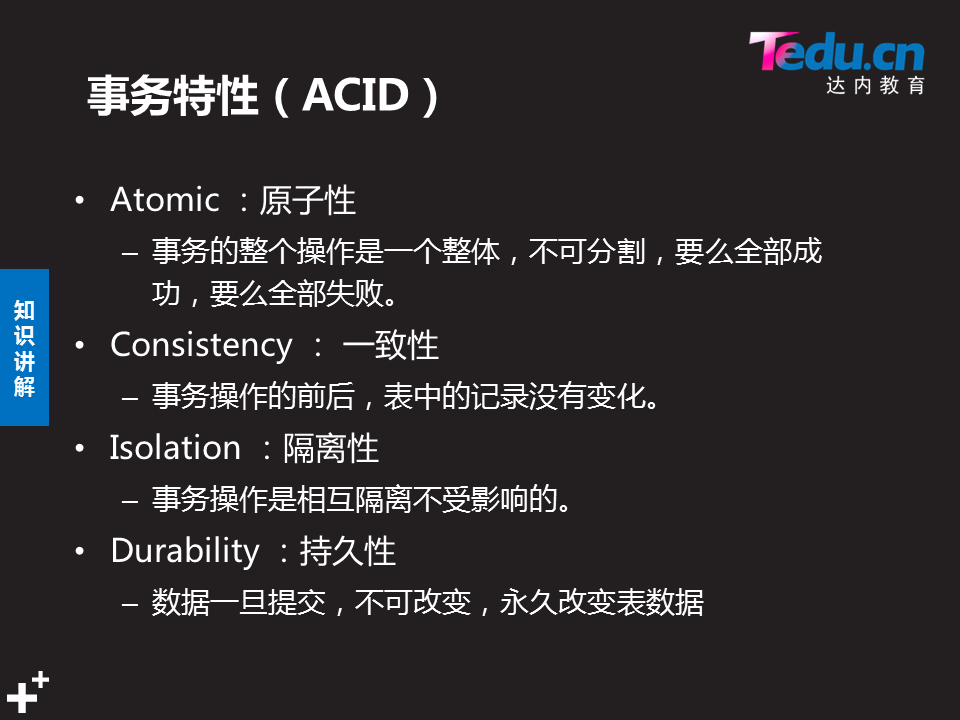 Tedu.cn
达内教育
事务特性（ACID）
• Atomic ：原子性
– 事务的整个操作是一个整体，不可分割，要么全部成
功，要么全部失败。
• Consistency ： 一致性
– 事务操作的前后，表中的记录没有变化。
• Isolation ：隔离性
– 事务操作是相互隔离不受影响的。
• Durability ：持久性
– 数据一旦提交，不可改变，永久改变表数据
知
识
讲
解